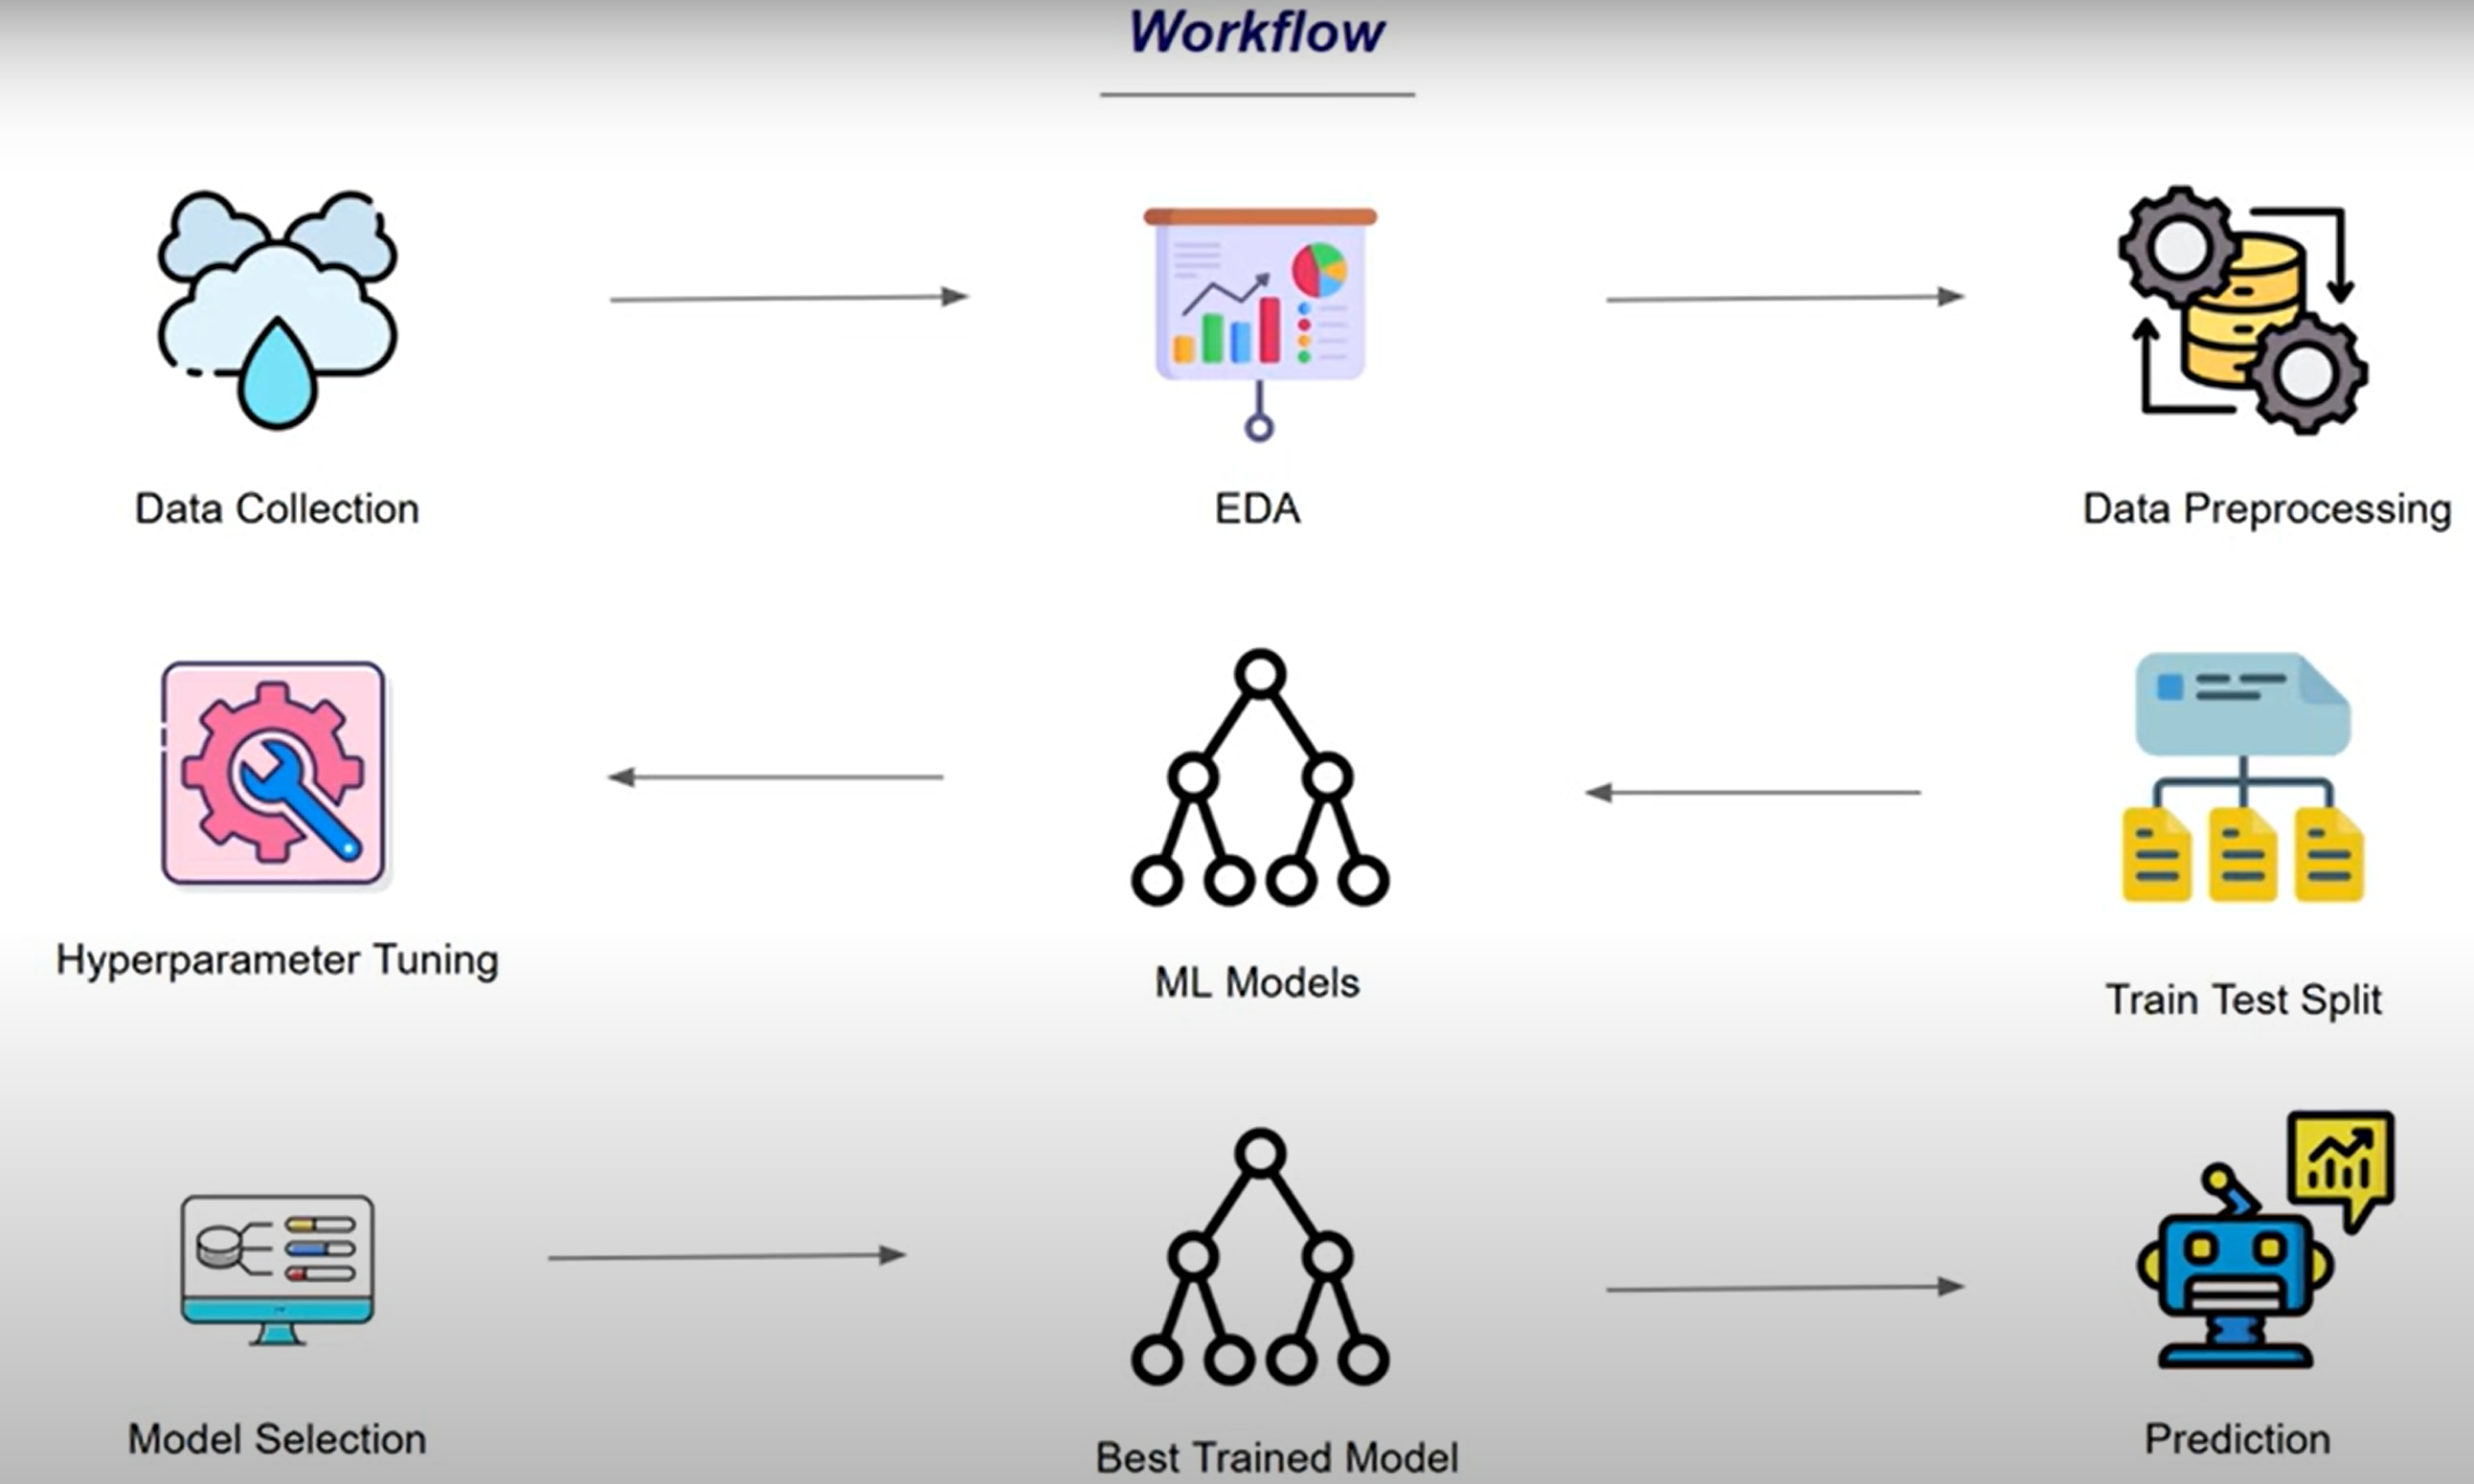 Workflow
Data Collection
EDA
Data Preprocessing
Hyperparameter Tuning
ML Models
Train Test Split
Model Selection
Best Trained Model
Prediction